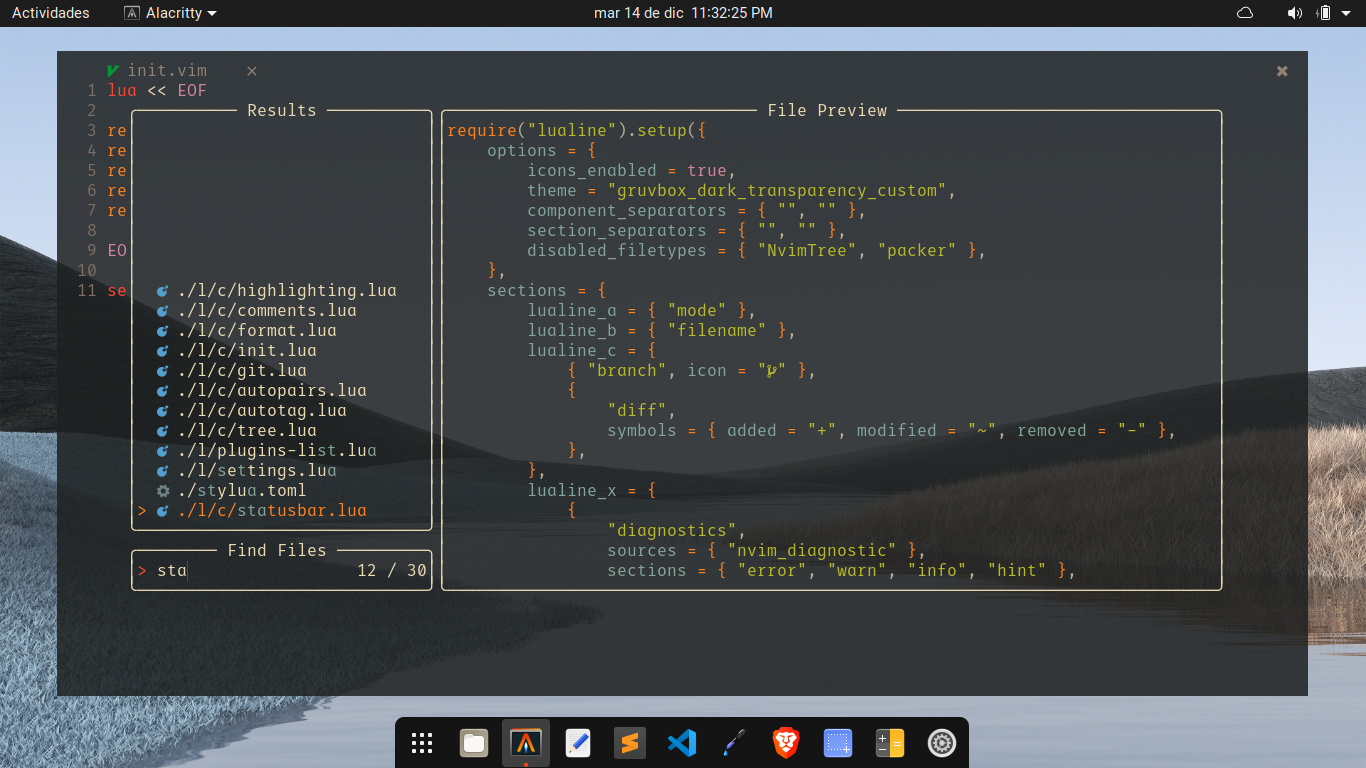 Actividades Alacritty mar 14 de dic 11:32:25 PM
init.vim ×
1 lua << EOF
2
3 re
4 re
5 re
6 re
7 re
8
9 EO
10
11 se
Results
./l/c/highlighting.lua
./l/c/comments.lua
./l/c/format.lua
./l/c/init.lua
./l/c/git.lua
./l/c/autopairs.lua
./l/c/autotag.lua
./l/c/tree.lua
./l/plugins-list.lua
./l/settings.lua
./stylua.toml
> ./l/c/statusbar.lua
Find Files
> sta 12 / 30
File Preview
require("lualine").setup({
    options = {
        icons_enabled = true,
        theme = "gruvbox_dark_transparency_custom",
        component_separators = { "", "" },
        section_separators = { "", "" },
        disabled_filetypes = { "NvimTree", "packer" },
    },
    sections = {
        lualine_a = { "mode" },
        lualine_b = { "filename" },
        lualine_c = {
            { "branch", icon = "" },
            {
                "diff",
                symbols = { added = "+", modified = "~", removed = "-" },
            },
        },
        lualine_x = {
            {
                "diagnostics",
                sources = { "nvim_diagnostic" },
                sections = { "error", "warn", "info", "hint" },